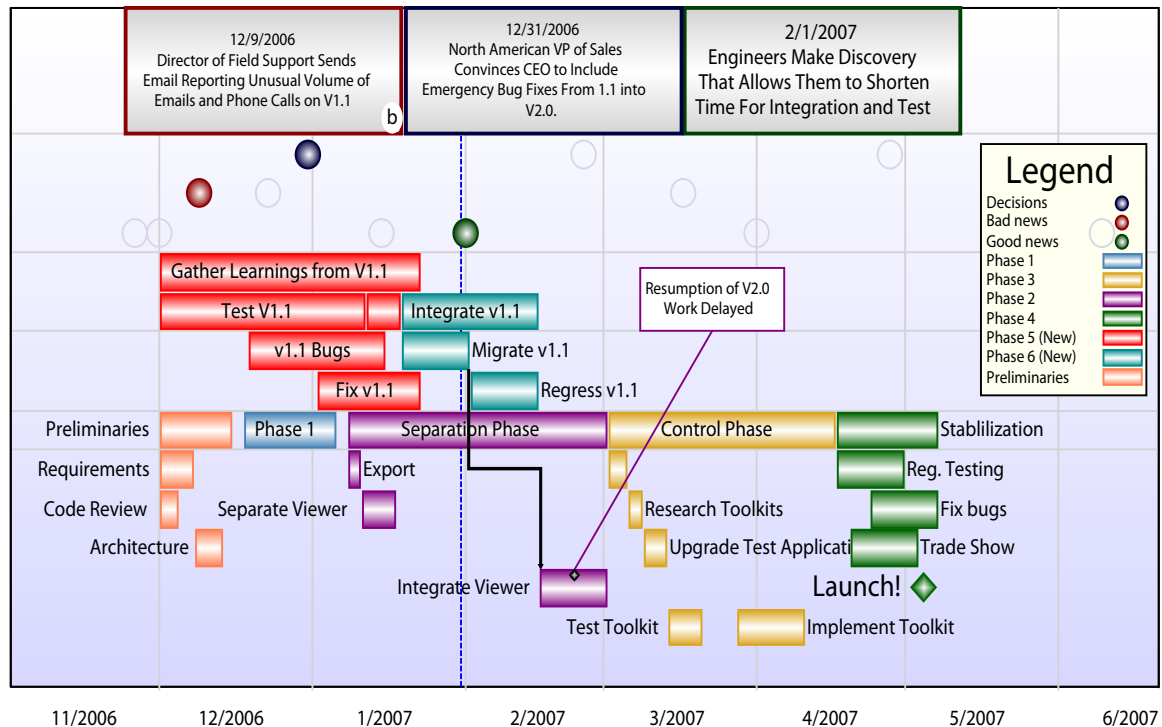 12/9/2006
Director of Field Support Sends
Email Reporting Unusual Volume of
Emails and Phone Calls on V1.1
b
12/31/2006
North American VP of Sales
Convinces CEO to Include
Emergency Bug Fixes From 1.1 into
V2.0.
2/1/2007
Engineers Make Discovery
That Allows Them to Shorten
Time For Integration and Test
Legend
Decisions
Bad news
Good news
Phase 1
Phase 3
Phase 2
Phase 4
Phase 5 (New)
Phase 6 (New)
Preliminaries
Gather Learnings from V1.1
Resumption of V2.0
Work Delayed
Test V1.1
Integrate v1.1
v1.1 Bugs
Migrate v1.1
Fix v1.1
Regress v1.1
Preliminaries
Phase 1
Separation Phase
Control Phase
Stablilization
Requirements
Export
Reg. Testing
Code Review
Separate Viewer
Research Toolkits
Fix bugs
Architecture
Upgrade Test Applicati
Trade Show
Integrate Viewer
Launch!
Test Toolkit
Implement Toolkit
11/2006
12/2006
1/2007
2/2007
3/2007
4/2007
5/2007
6/2007